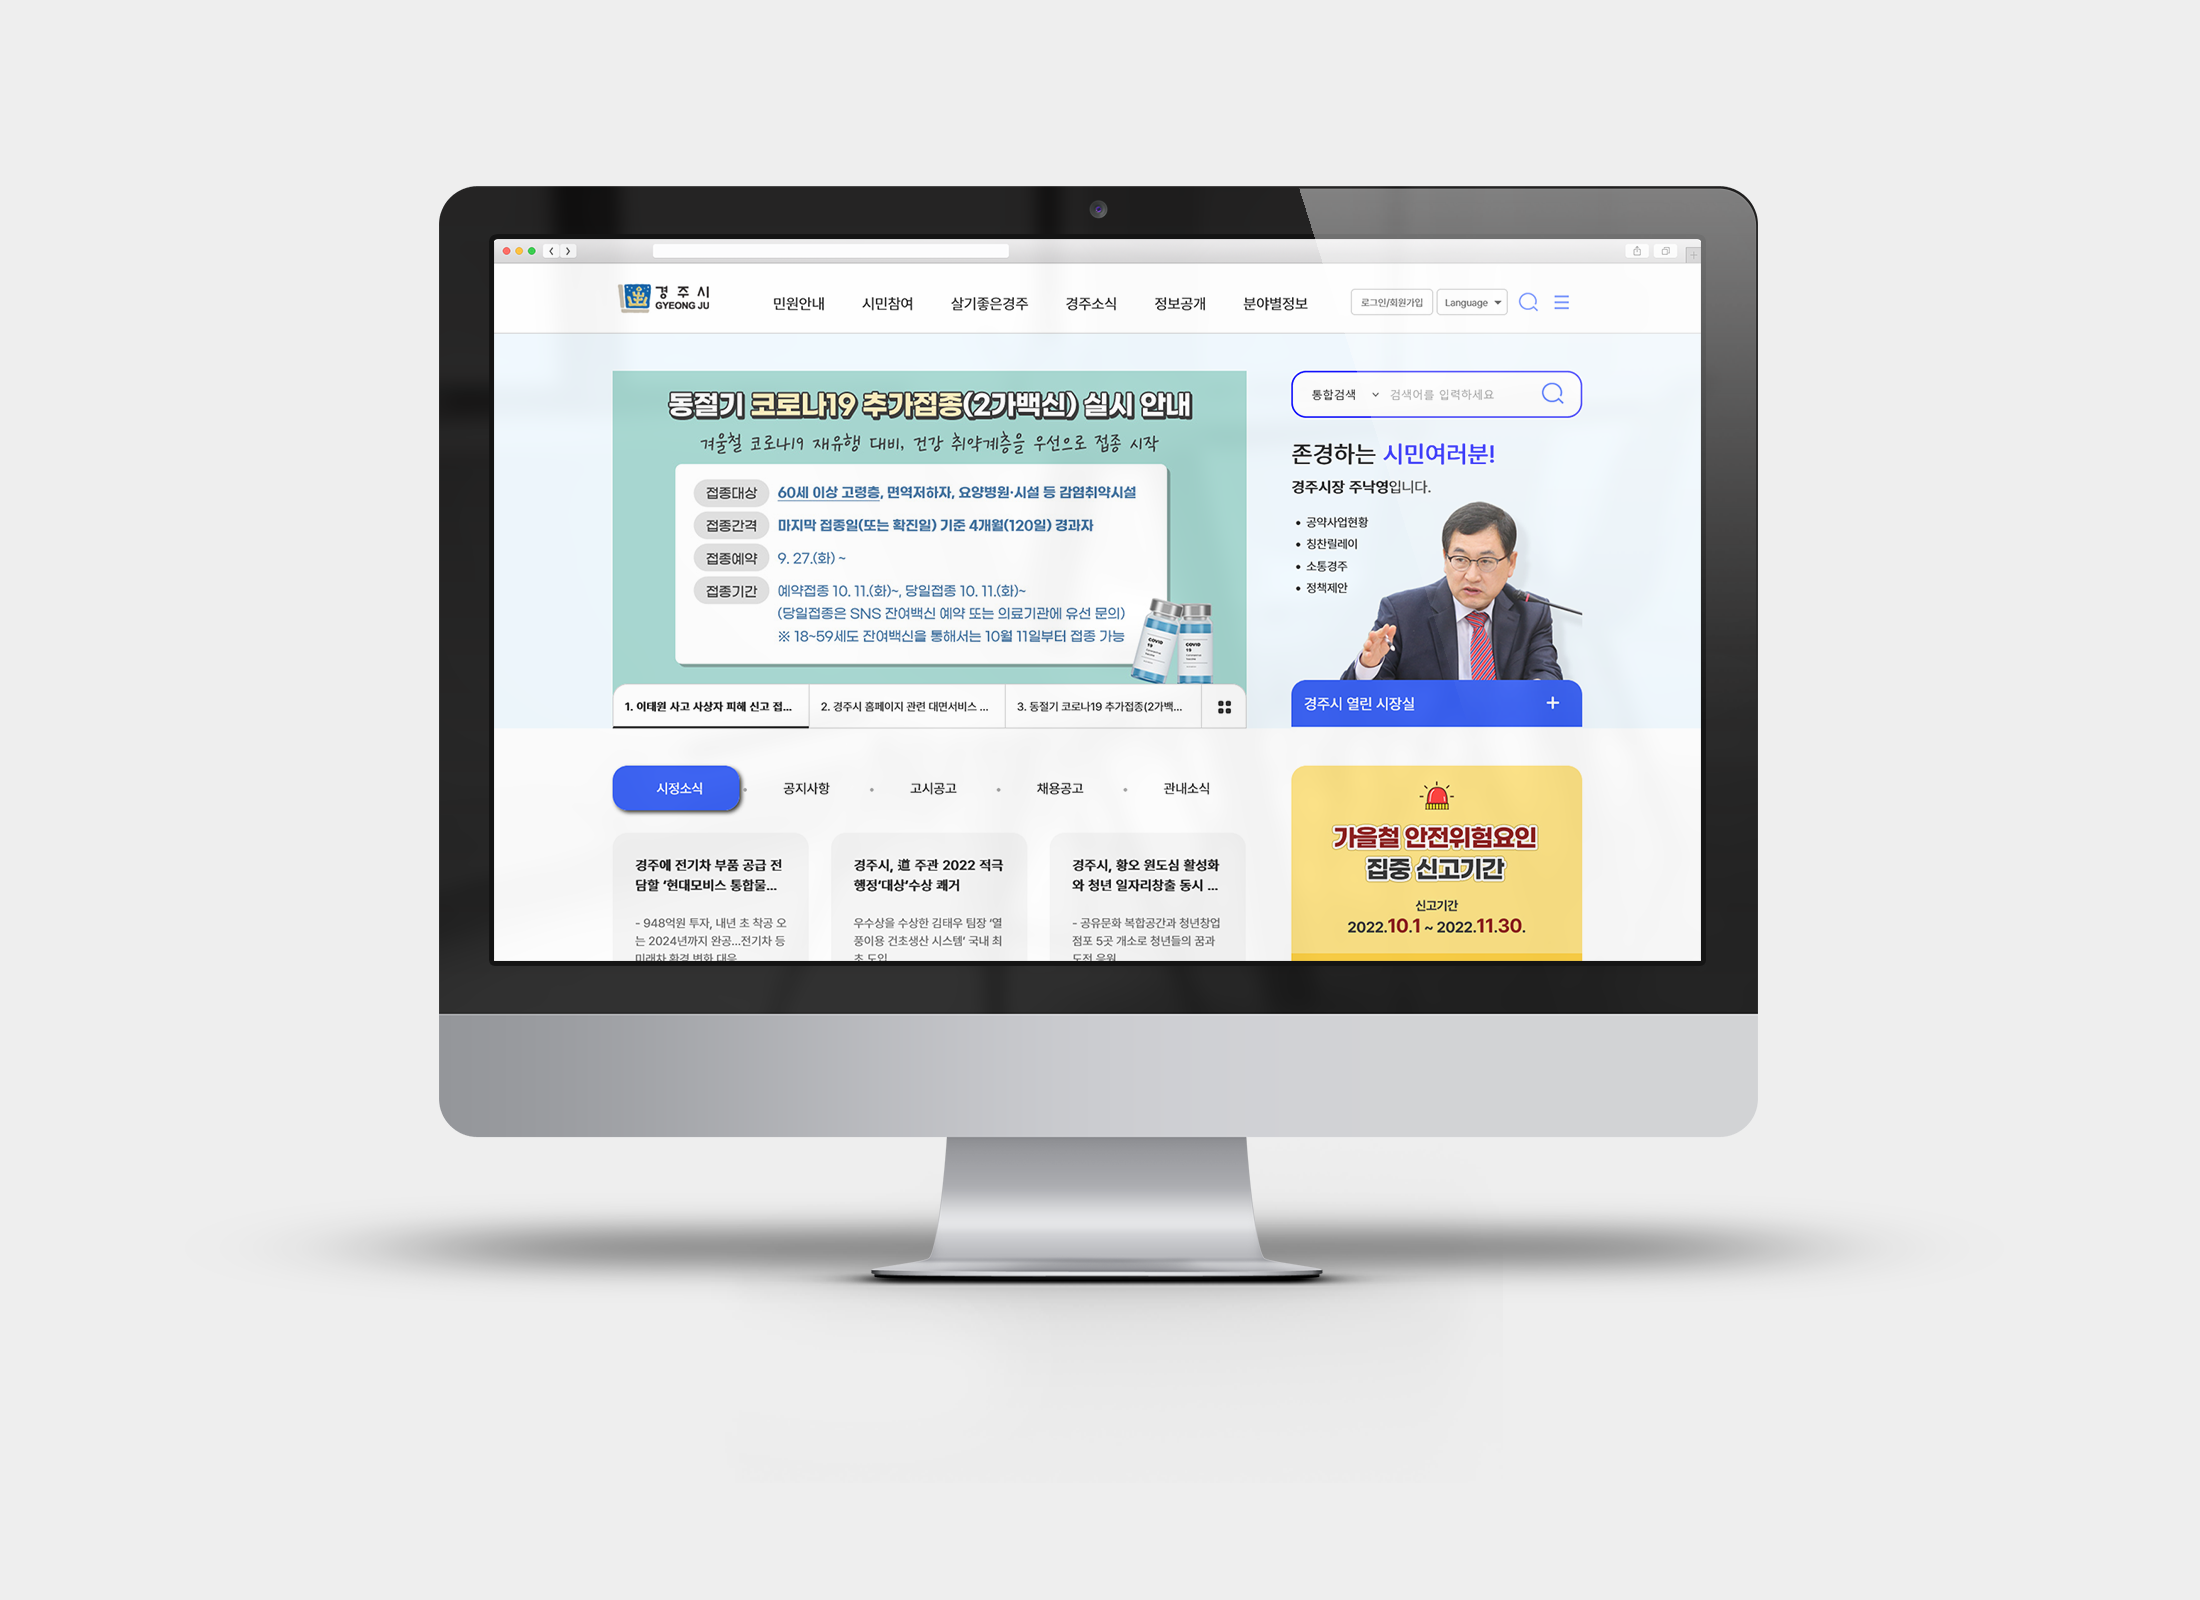 경주시
GYEONG JU
민원안내 시민참여 살기좋은경주 경주소식 정보공개 분야별정보
로그인/회원가입 Language
동절기 코로나19 추가접종(2가백신) 실시 안내
겨울철 코로나19 재유행 대비, 건강 취약계층을 우선으로 접종 시작
접종대상 60세 이상 고령층, 면역저하자, 요양병원·시설 등 감염취약시설
접종간격 마지막 접종일(또는 확진일) 기준 4개월(120일) 경과자
접종예약 9. 27.(화) ~
접종기간 예약접종 10. 11.(화)~, 당일접종 10. 11.(화)~
(당일접종은 SNS 잔여백신 예약 또는 의료기관에 유선 문의)
※ 18~59세도 잔여백신을 통해서는 10월 11일부터 접종 가능
COVID
19
COVID
19
1. 이태원 사고 사상자 피해 신고 접...
2. 경주시 홈페이지 관련 대면서비스 ...
3. 동절기 코로나19 추가접종(2가백...
통합검색 검색어를 입력하세요
존경하는 시민여러분!
경주시장 주낙영입니다.
• 공약사업현황
• 칭찬릴레이
• 소통경주
• 정책제안
경주시 열린 시장실 +
시정소식 공지사항 고시공고 채용공고 관내소식
경주에 전기차 부품 공급 전
담할 ‘현대모비스 통합물...
- 948억원 투자, 내년 초 착공 오
는 2024년까지 완공...전기차 등
미래차 환경 변화 대응
경주시, 道 주관 2022 적극
행정‘대상’수상 쾌거
우수상을 수상한 김태우 팀장 ‘열
풍이용 건초생산 시스템’ 국내 최
초 도입
경주시, 황오 원도심 활성화
와 청년 일자리창출 동시 ...
- 공유문화 복합공간과 청년창업
점포 5곳 개소로 청년들의 꿈과
도전 응원
가을철 안전위험요인
집중 신고기간
신고기간
2022.10.1 ~ 2022.11.30.